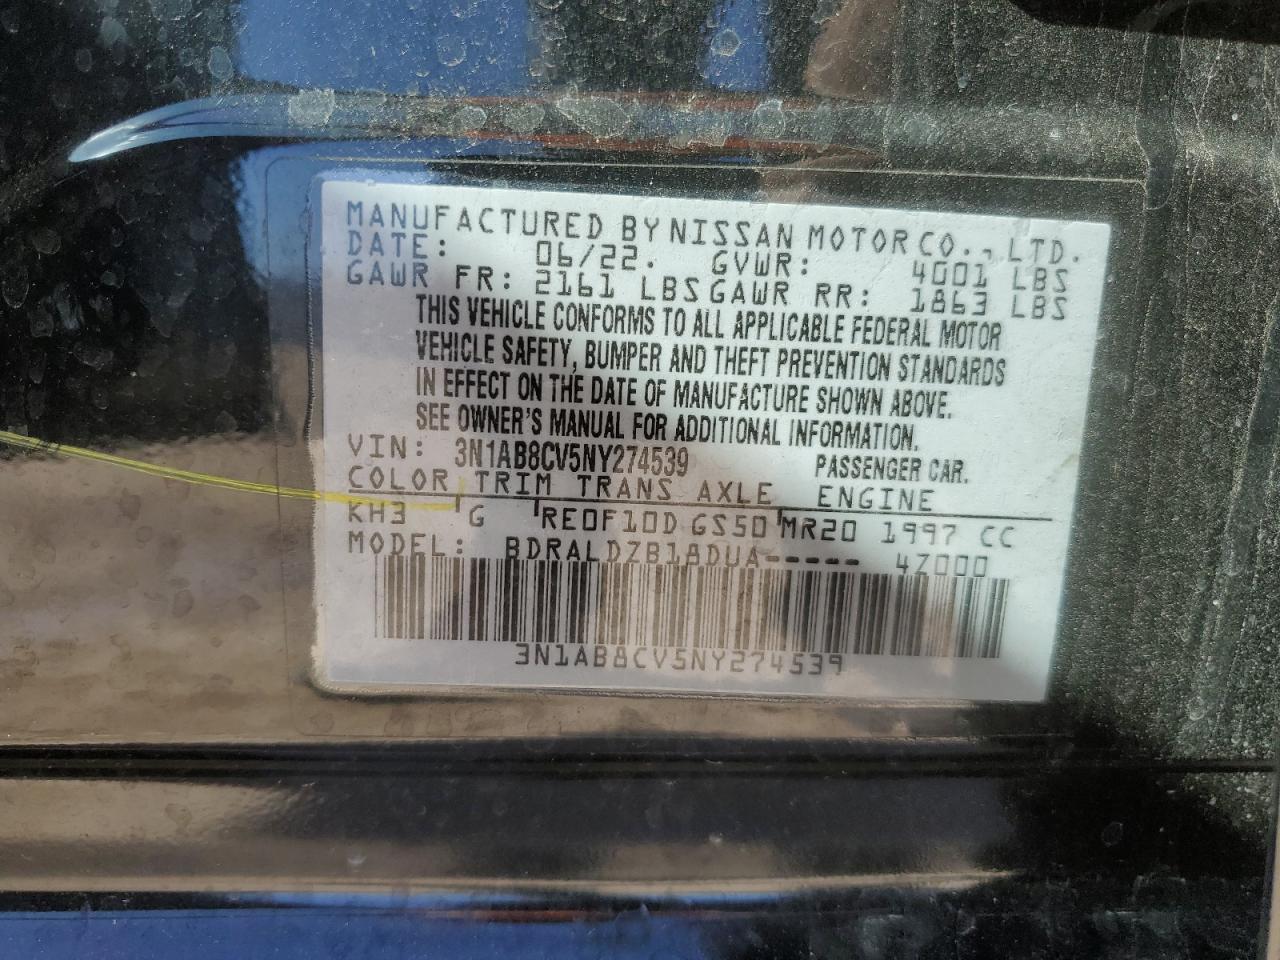 MANUFACTURED BY NISSAN MOTOR CO., LTD.
DATE: 06/22. GVWR: 4001 LBS
GAWR FR: 2161 LBS GAWR RR: 1863 LBS
THIS VEHICLE CONFORMS TO ALL APPLICABLE FEDERAL MOTOR
VEHICLE SAFETY, BUMPER AND THEFT PREVENTION STANDARDS
IN EFFECT ON THE DATE OF MANUFACTURE SHOWN ABOVE.
SEE OWNER'S MANUAL FOR ADDITIONAL INFORMATION.
VIN: 3N1AB8CV5NY274539 PASSENGER CAR.
COLOR TRIM TRANS AXLE ENGINE
KH3 G RE0F10D GS50 MR20 1997 CC
MODEL: BDRALDZB18DUA----- 47000
3N1AB8CV5NY274539